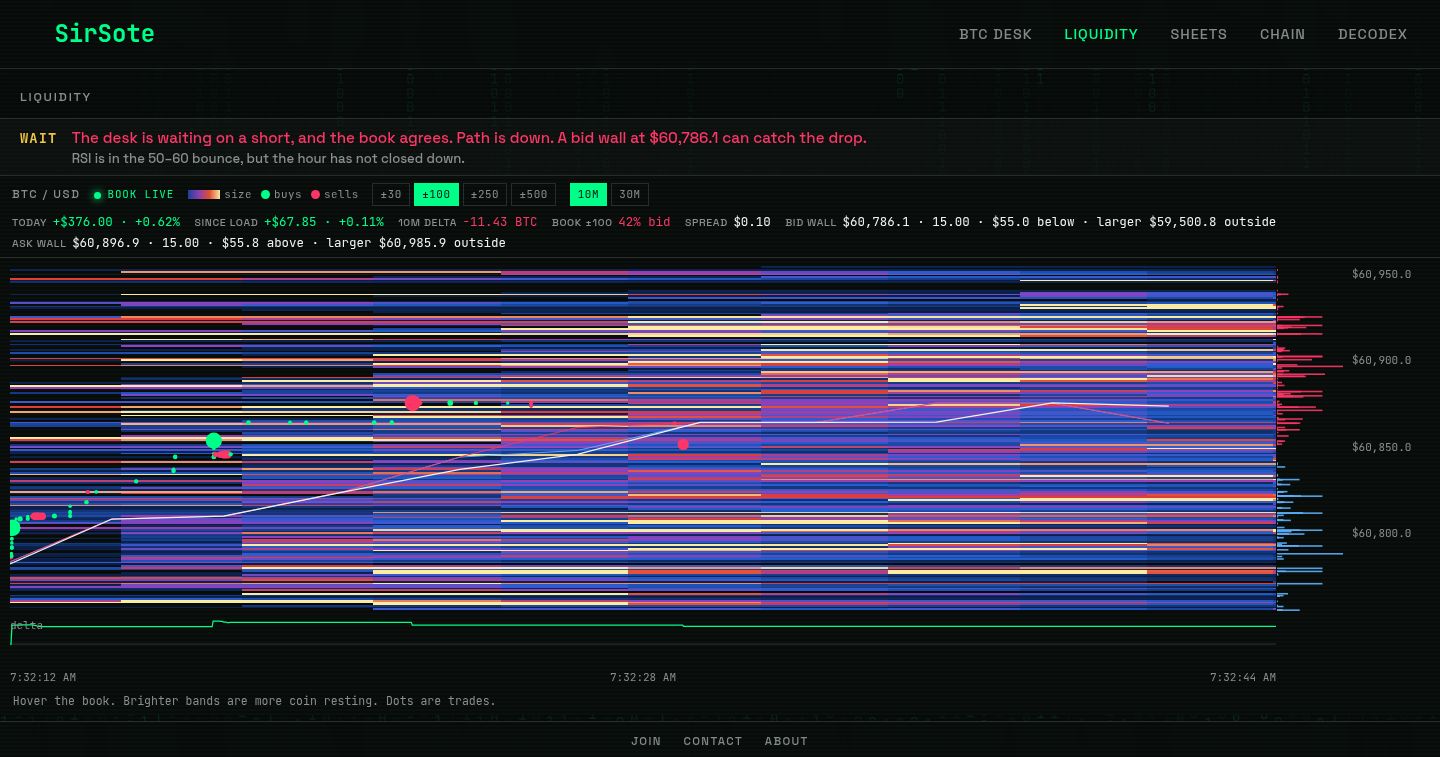 SirSote
BTC DESK LIQUIDITY SHEETS CHAIN DECODEX
LIQUIDITY
WAIT The desk is waiting on a short, and the book agrees. Path is down. A bid wall at $60,786.1 can catch the drop.
RSI is in the 50–60 bounce, but the hour has not closed down.
BTC / USD BOOK LIVE size buys sells ±30 ±100 ±250 ±500 10M 30M
TODAY +$376.00 · +0.62% SINCE LOAD +$67.85 · +0.11% 10M DELTA -11.43 BTC BOOK ±100 42% bid SPREAD $0.10 BID WALL $60,786.1 · 15.00 · $55.0 below · larger $59,500.8 outside
ASK WALL $60,896.9 · 15.00 · $55.8 above · larger $60,985.9 outside
$60,950.0
$60,900.0
$60,850.0
$60,800.0
delta
7:32:12 AM 7:32:28 AM 7:32:44 AM
Hover the book. Brighter bands are more coin resting. Dots are trades.
JOIN CONTACT ABOUT